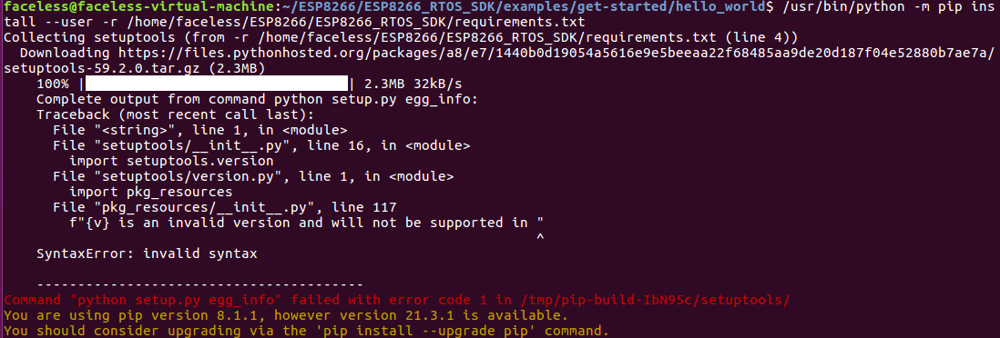 faceless@faceless-virtual-machine:~/ESP8266/ESP8266_RTOS_SDK/examples/get-started/hello_world$ /usr/bin/python -m pip ins
tall --user -r /home/faceless/ESP8266/ESP8266_RTOS_SDK/requirements.txt
Collecting setuptools (from -r /home/faceless/ESP8266/ESP8266_RTOS_SDK/requirements.txt (line 4))
  Downloading https://files.pythonhosted.org/packages/a8/e7/1440b0d19054a5616e9e5beeaa22f68485aa9de20d187f04e52880b7ae7a/
setuptools-59.2.0.tar.gz (2.3MB)
    100% |████████████████████████████████| 2.3MB 32kB/s
    Complete output from command python setup.py egg_info:
    Traceback (most recent call last):
      File "<string>", line 1, in <module>
      File "setuptools/__init__.py", line 16, in <module>
        import setuptools.version
      File "setuptools/version.py", line 1, in <module>
        import pkg_resources
      File "pkg_resources/__init__.py", line 117
        f"{v} is an invalid version and will not be supported in "
                                                                 ^
    SyntaxError: invalid syntax
    ----------------------------------------
Command "python setup.py egg_info" failed with error code 1 in /tmp/pip-build-IbN95c/setuptools/
You are using pip version 8.1.1, however version 21.3.1 is available.
You should consider upgrading via the 'pip install --upgrade pip' command.